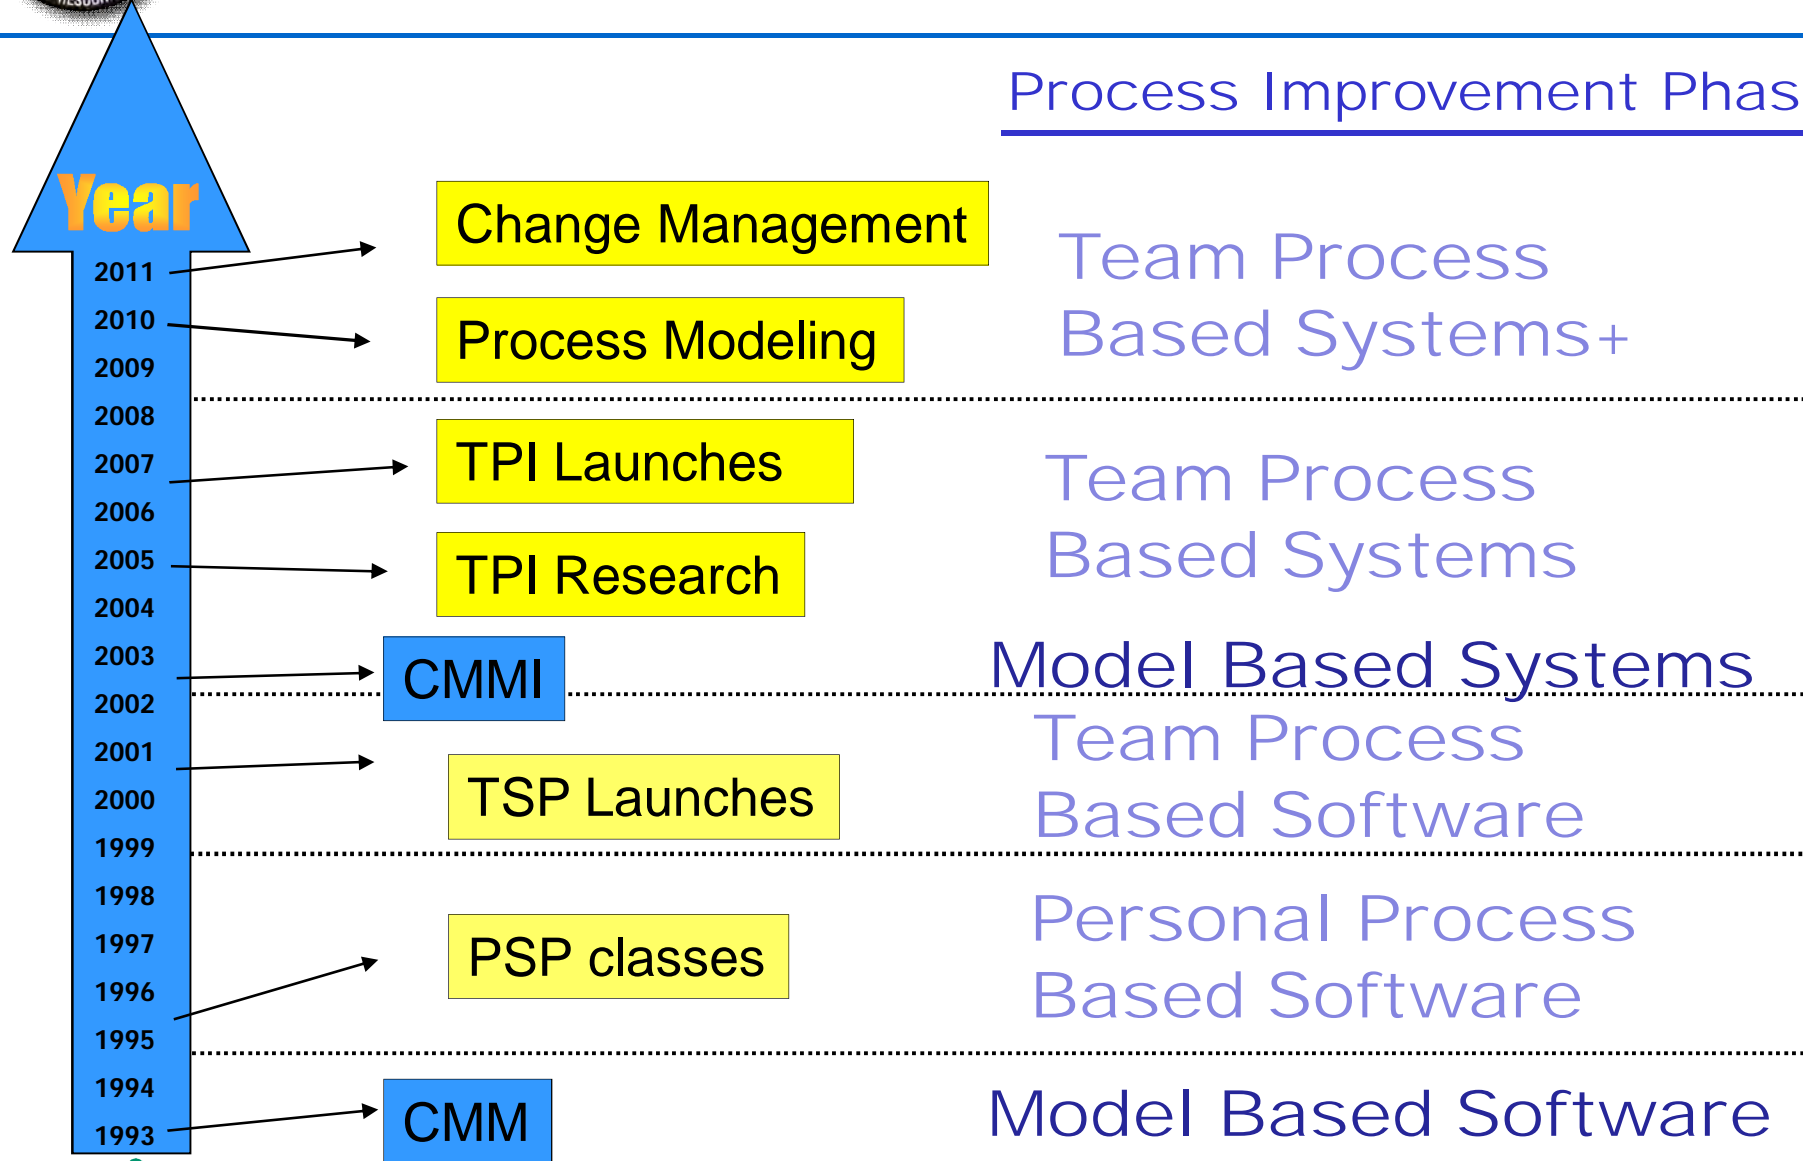 Process Improvement Phas
Year
2011
2010
2009
2008
2007
2006
2005
2004
2003
2002
2001
2000
1999
1998
1997
1996
1995
1994
1993
Change Management
Process Modeling
TPI Launches
TPI Research
CMMI
TSP Launches
PSP classes
CMM
Team Process
Based Systems+
Team Process
Based Systems
Model Based Systems
Team Process
Based Software
Personal Process
Based Software
Model Based Software